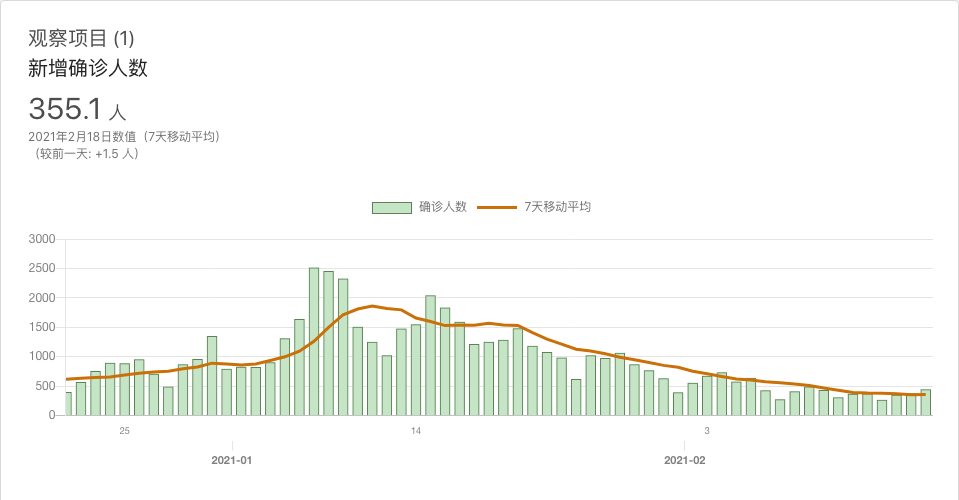 观察项目 (1)
新增确诊人数
355.1 人
2021年2月18日数值（7天移动平均）
（较前一天: +1.5 人）
确诊人数 7天移动平均
3000
2500
2000
1500
1000
500
0
25 14 3
2021-01 2021-02